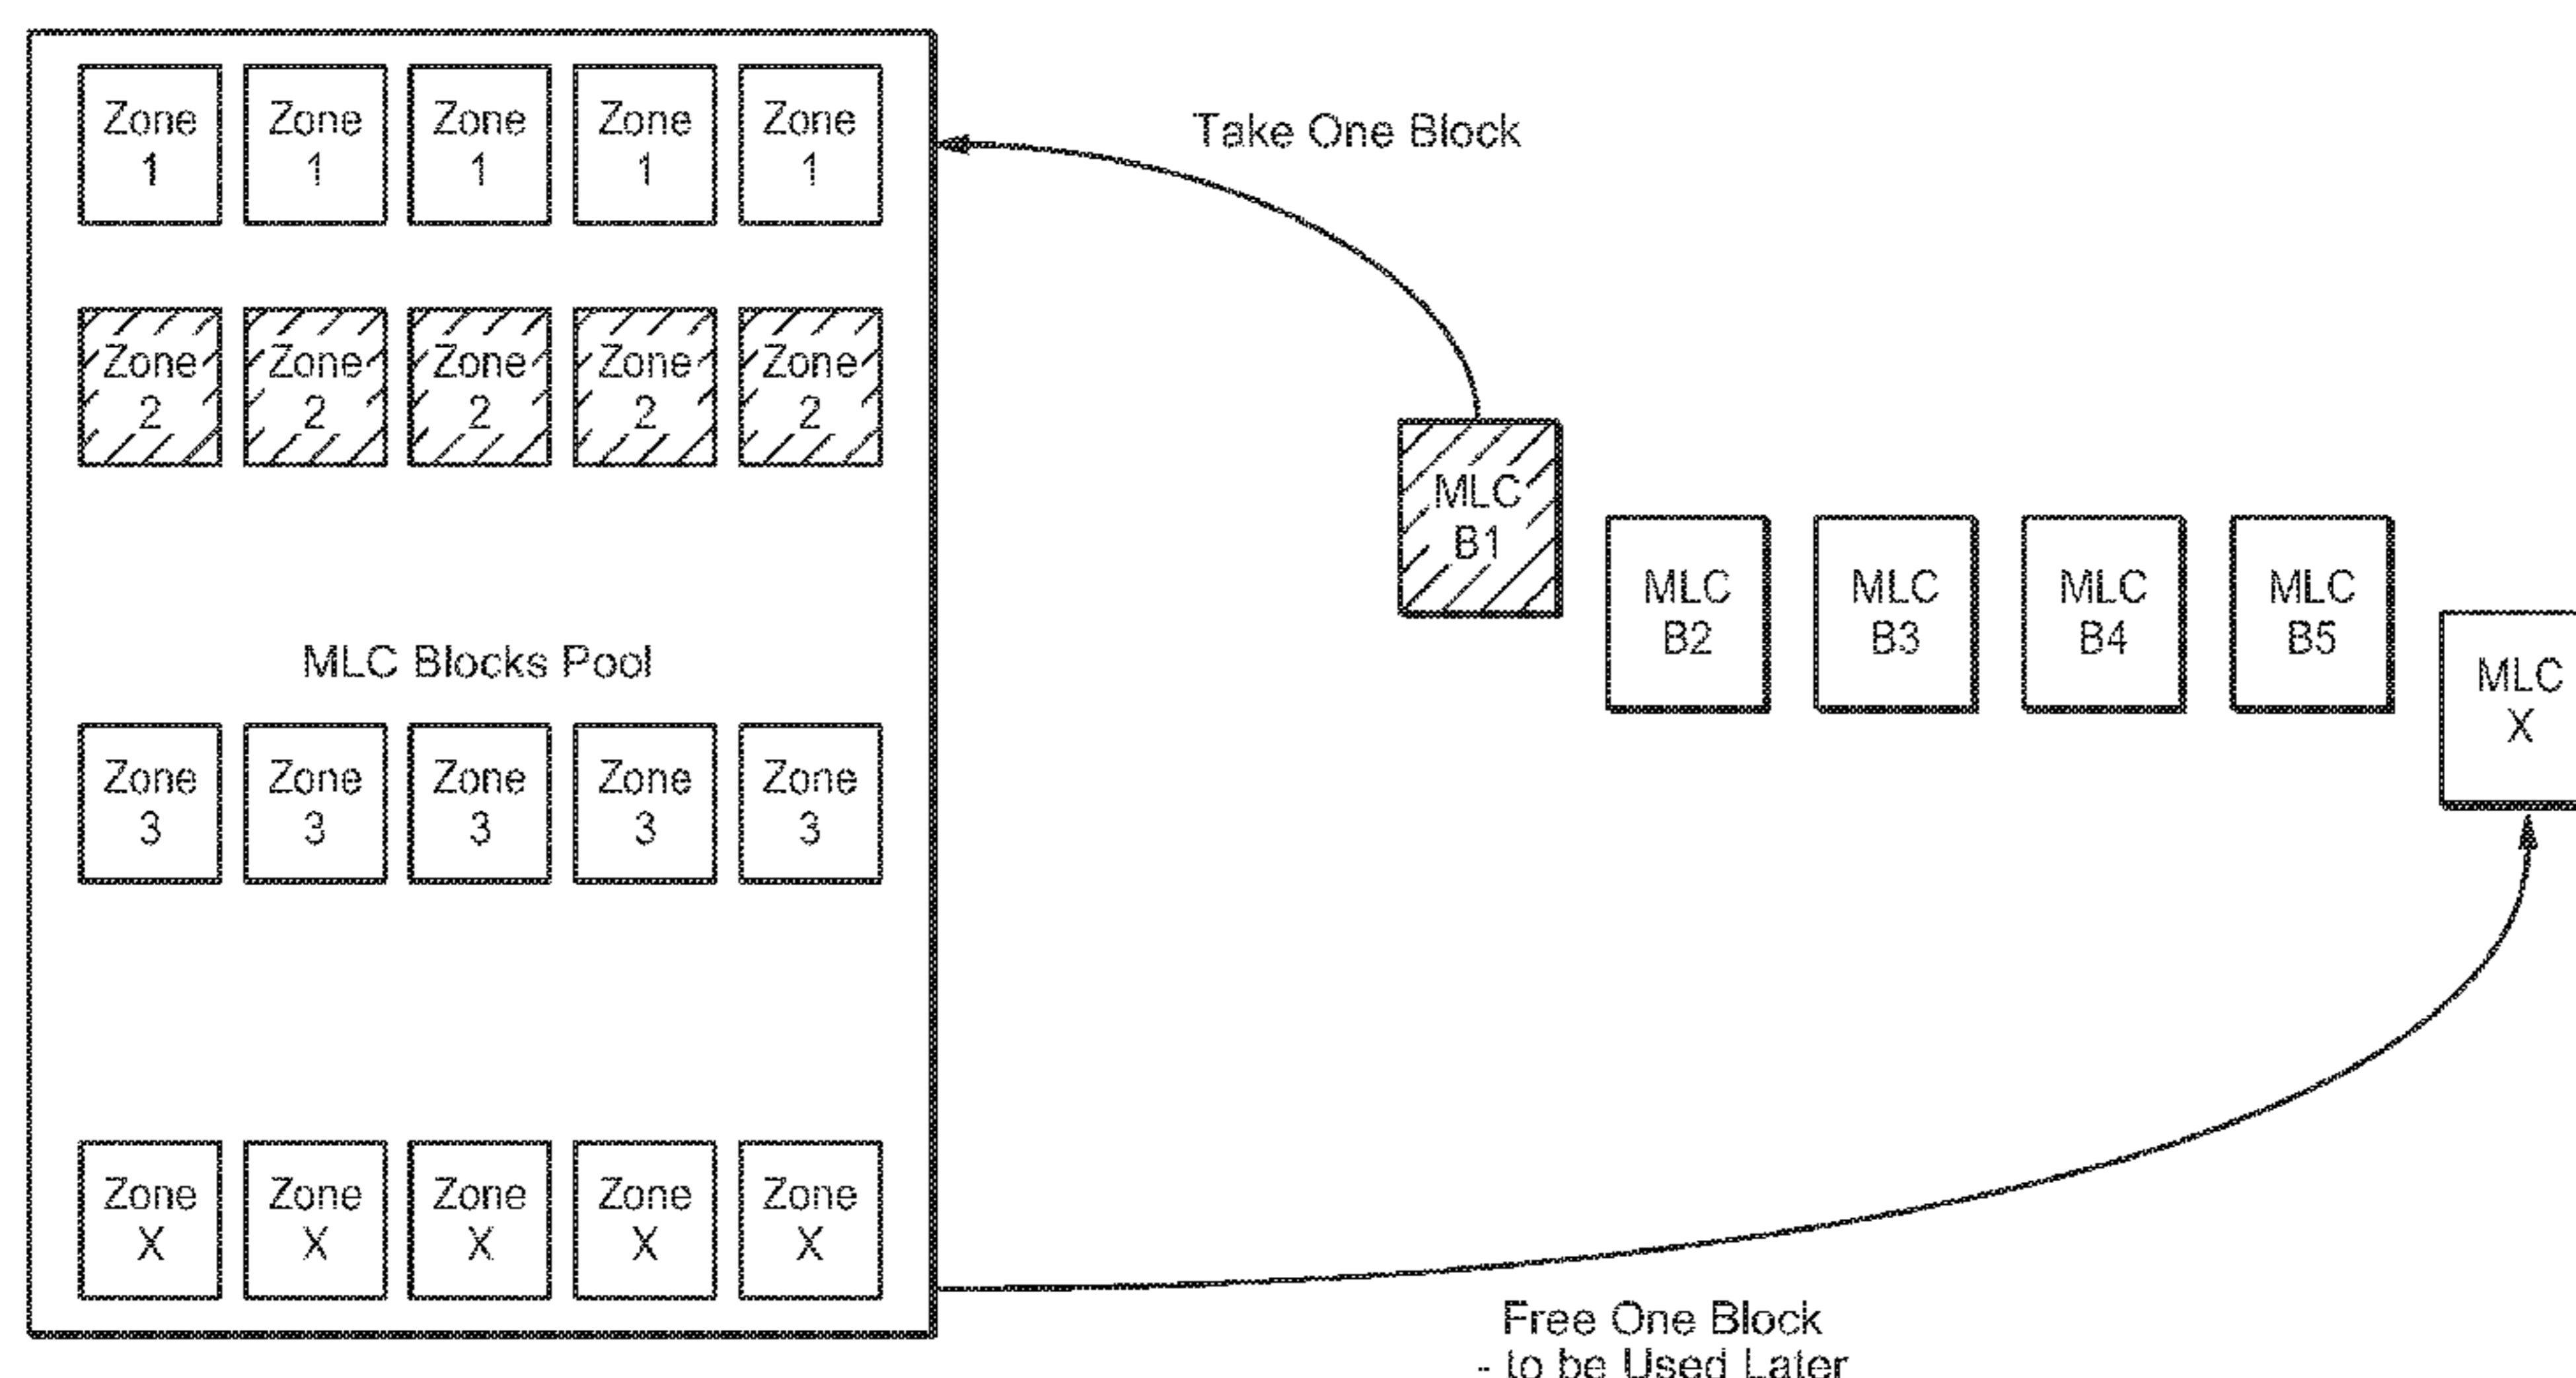 Zone
1
Zone
1
Zone
1
Zone
1
Zone
1
Take One Block
Zone
2
Zone
2
Zone
2
Zone
2
Zone
2
MLC
B1
MLC
B2
MLC
B3
MLC
B4
MLC
B5
MLC
X
MLC Blocks Pool
Zone
3
Zone
3
Zone
3
Zone
3
Zone
3
Zone
X
Zone
X
Zone
X
Zone
X
Zone
X
Free One Block
- to be Used Later